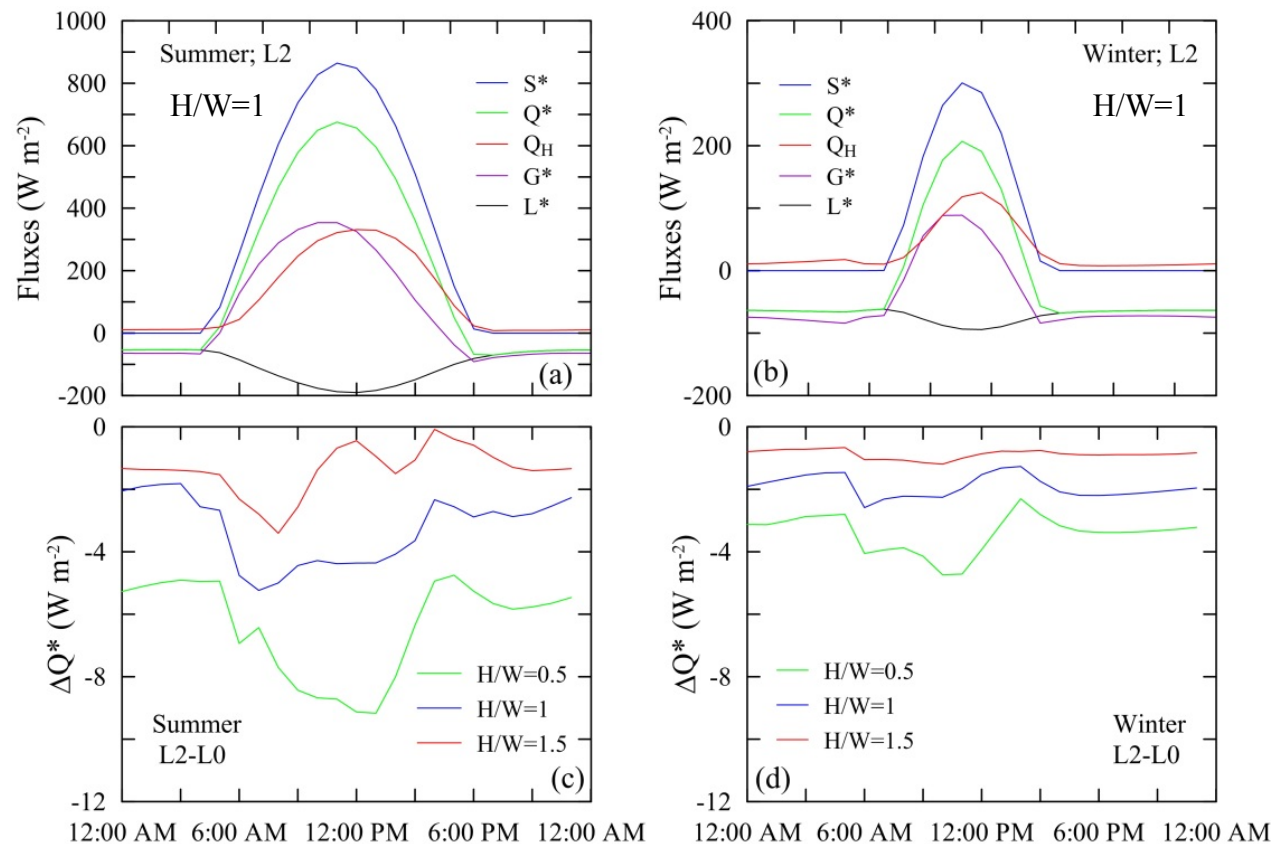 1000
800
600
400
200
0
-200
Fluxes (W m-2)
Summer; L2
H/W=1
S*
Q*
QH
G*
L*
(a)
400
200
0
-200
Fluxes (W m-2)
Winter; L2
H/W=1
S*
Q*
QH
G*
L*
(b)
0
-4
-8
-12
ΔQ* (W m-2)
H/W=0.5
H/W=1
H/W=1.5
Summer
L2-L0
(c)
12:00 AM 6:00 AM 12:00 PM 6:00 PM 12:00 AM
0
-4
-8
-12
ΔQ* (W m-2)
H/W=0.5
H/W=1
H/W=1.5
Winter
L2-L0
(d)
12:00 AM 6:00 AM 12:00 PM 6:00 PM 12:00 AM